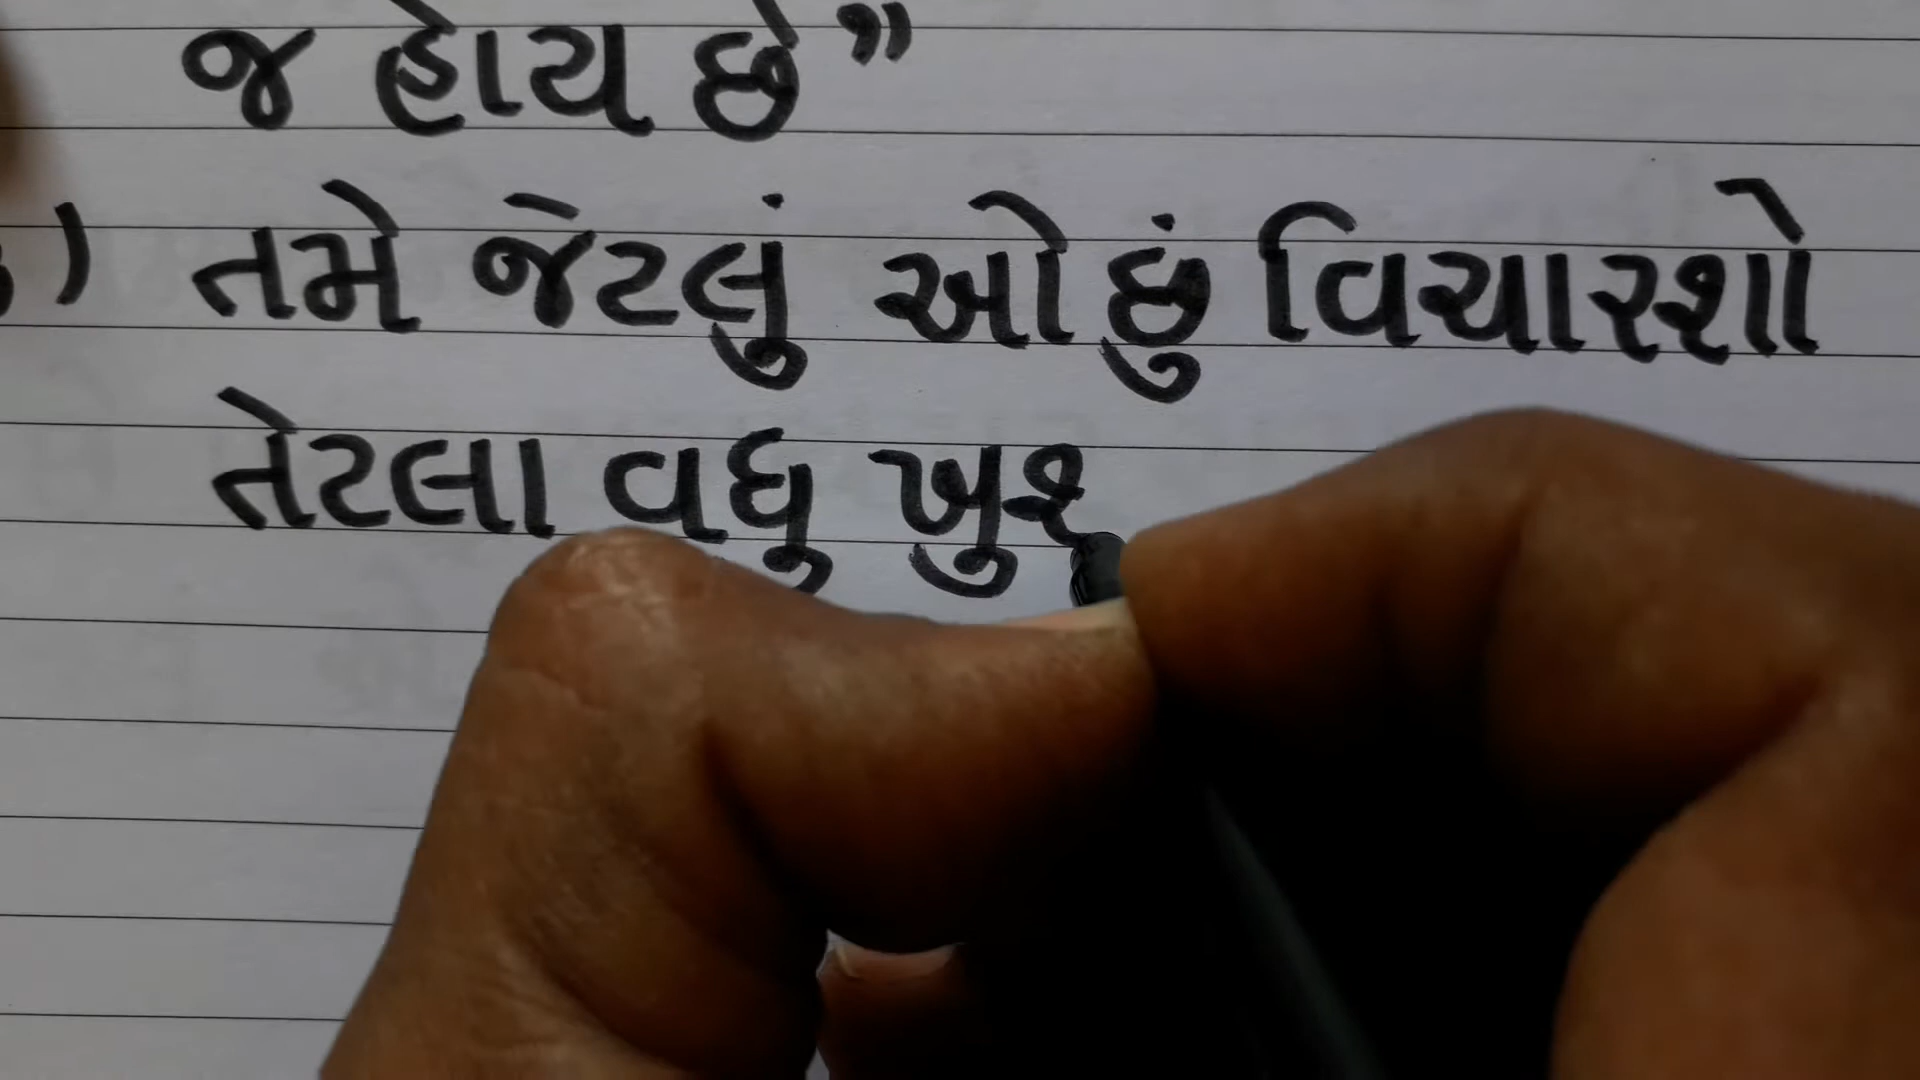 જ હોય છે”
) તમે જેટલું ઓછું વિચારશો
તેટલા વધુ